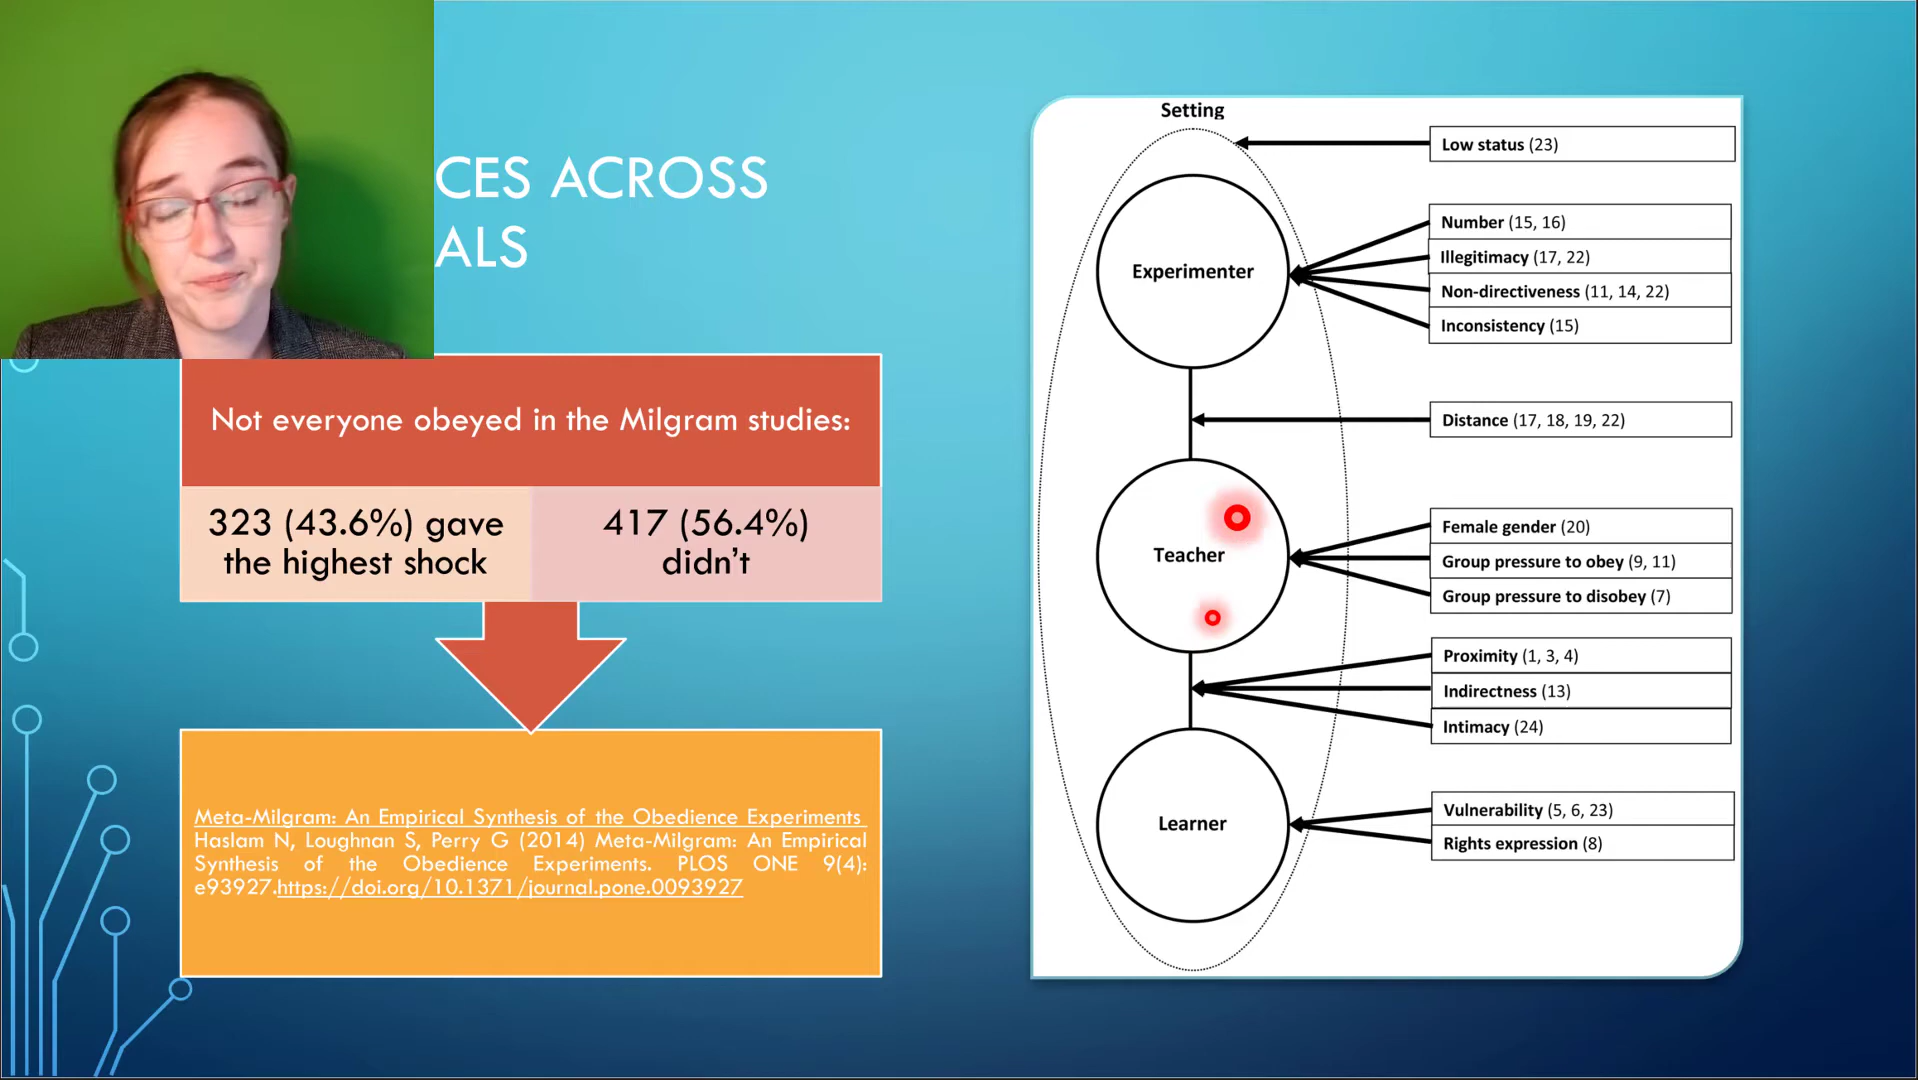 CES ACROSS
ALS
Not everyone obeyed in the Milgram studies:
323 (43.6%) gave
the highest shock
417 (56.4%)
didn’t
Meta-Milgram: An Empirical Synthesis of the Obedience Experiments
Haslam N, Loughnan S, Perry G (2014) Meta-Milgram: An Empirical
Synthesis of the Obedience Experiments. PLOS ONE 9(4):
e93927.https://doi.org/10.1371/journal.pone.0093927
Setting
Low status (23)
Experimenter
Number (15, 16)
Illegitimacy (17, 22)
Non-directiveness (11, 14, 22)
Inconsistency (15)
Distance (17, 18, 19, 22)
Teacher
Female gender (20)
Group pressure to obey (9, 11)
Group pressure to disobey (7)
Proximity (1, 3, 4)
Indirectness (13)
Intimacy (24)
Learner
Vulnerability (5, 6, 23)
Rights expression (8)